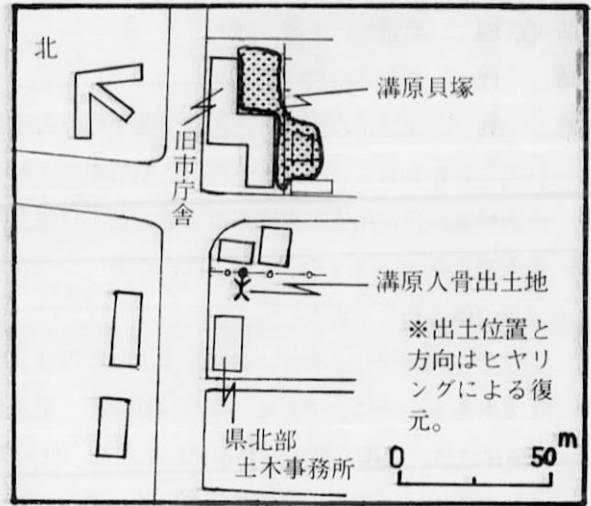 北
溝原貝塚
旧市庁舎
溝原人骨出土地
※出土位置と
方向はヒヤリ
ングによる復
元。
県北部
土木事務所
0 50m